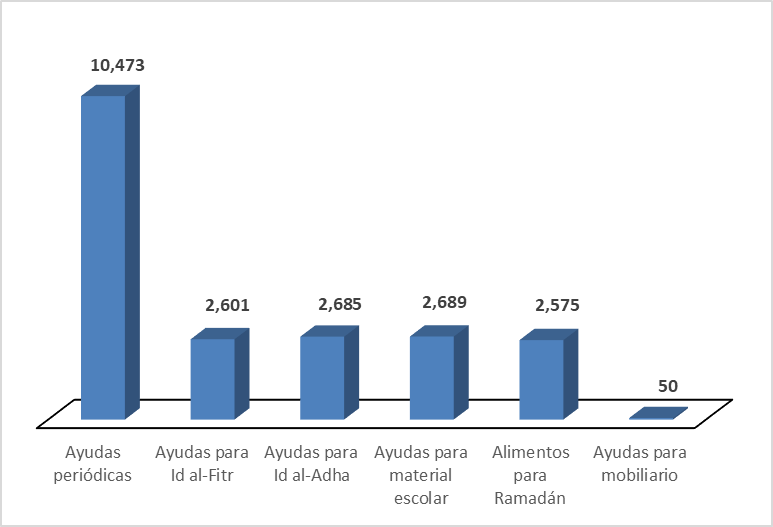 10,473
2,601
2,685
2,689
2,575
50
Ayudas
periódicas
Ayudas para
Id al-Fitr
Ayudas para
Id al-Adha
Ayudas para
material
escolar
Alimentos
para
Ramadán
Ayudas para
mobiliario